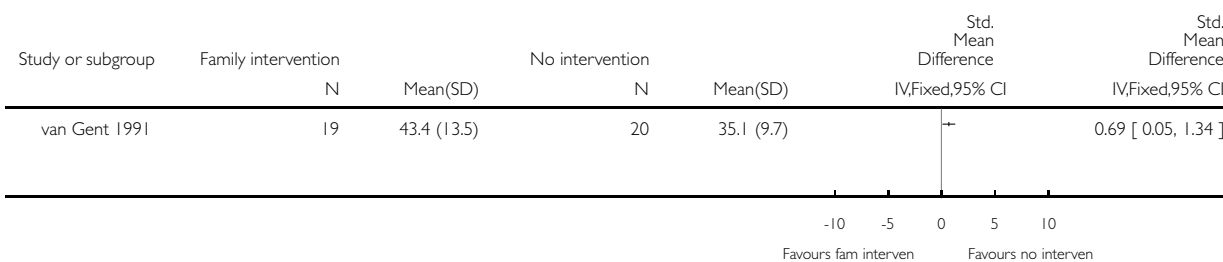 Std. Mean Difference Std. Mean Difference
Study or subgroup Family intervention No intervention
N Mean(SD) N Mean(SD) IV,Fixed,95% CI IV,Fixed,95% CI
van Gent 1991 19 43.4 (13.5) 20 35.1 (9.7) 0.69 [ 0.05, 1.34 ]
-10 -5 0 5 10
Favours fam interven Favours no interven